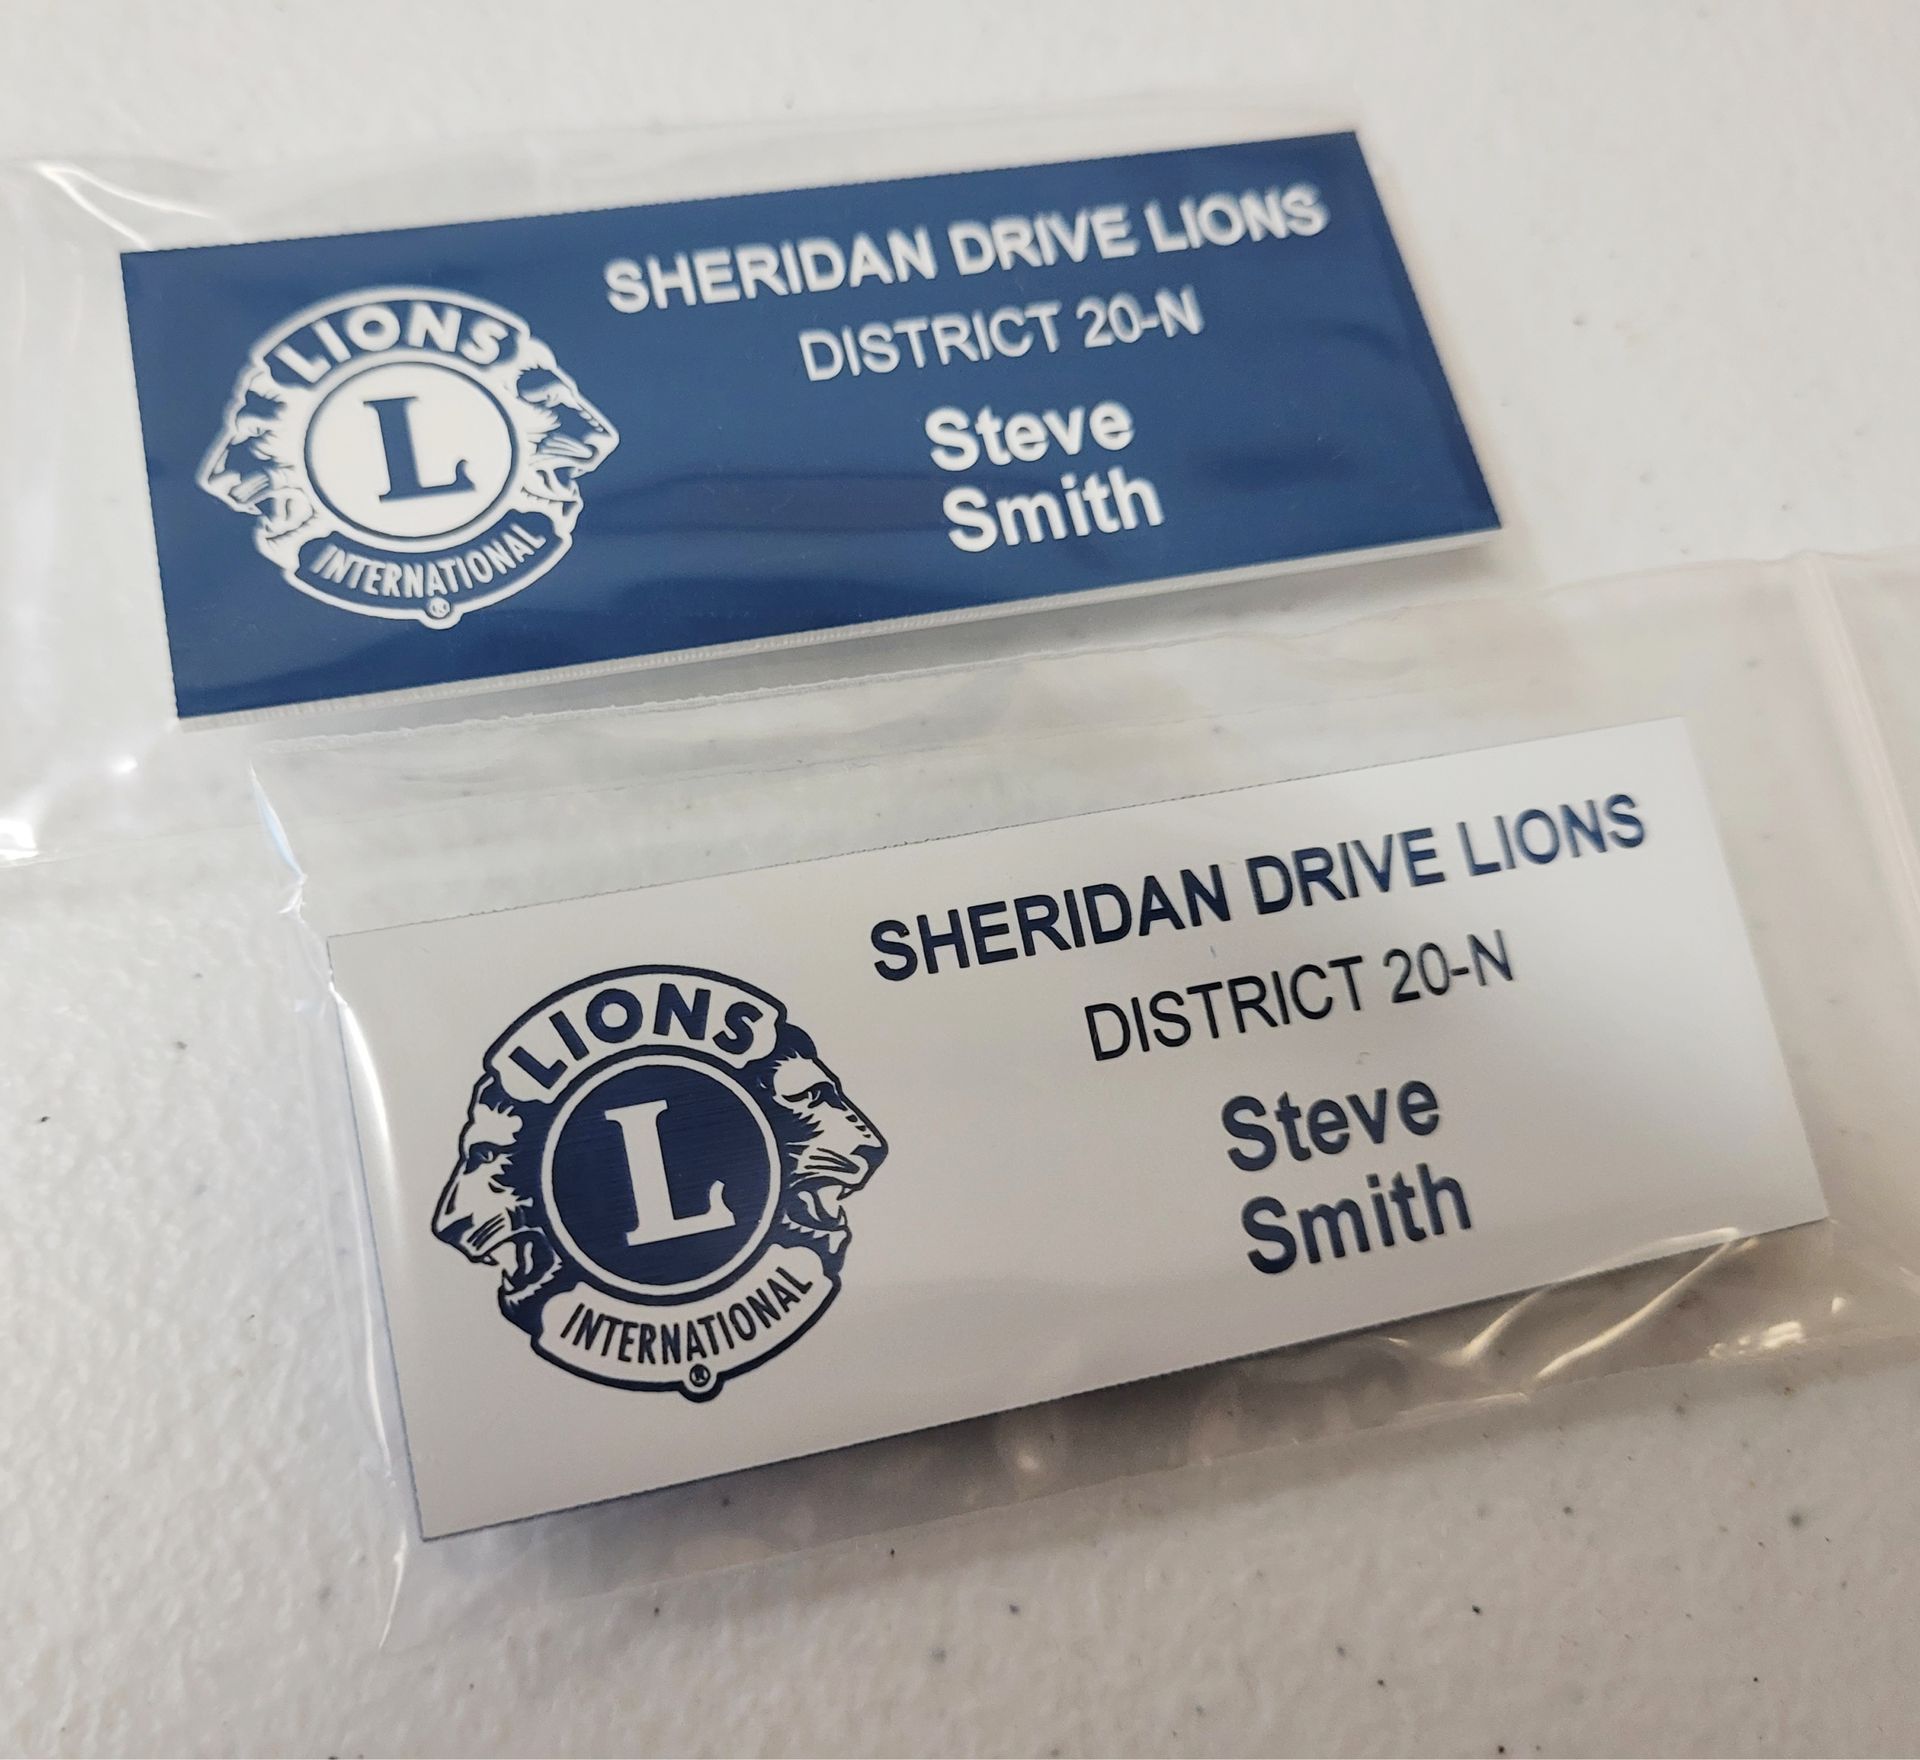 SHERIDAN DRIVE LIONS
DISTRICT 20-N
Steve
Smith
LIONS
L
INTERNATIONAL
®
SHERIDAN DRIVE LIONS
DISTRICT 20-N
Steve
Smith
LIONS
L
INTERNATIONAL
®